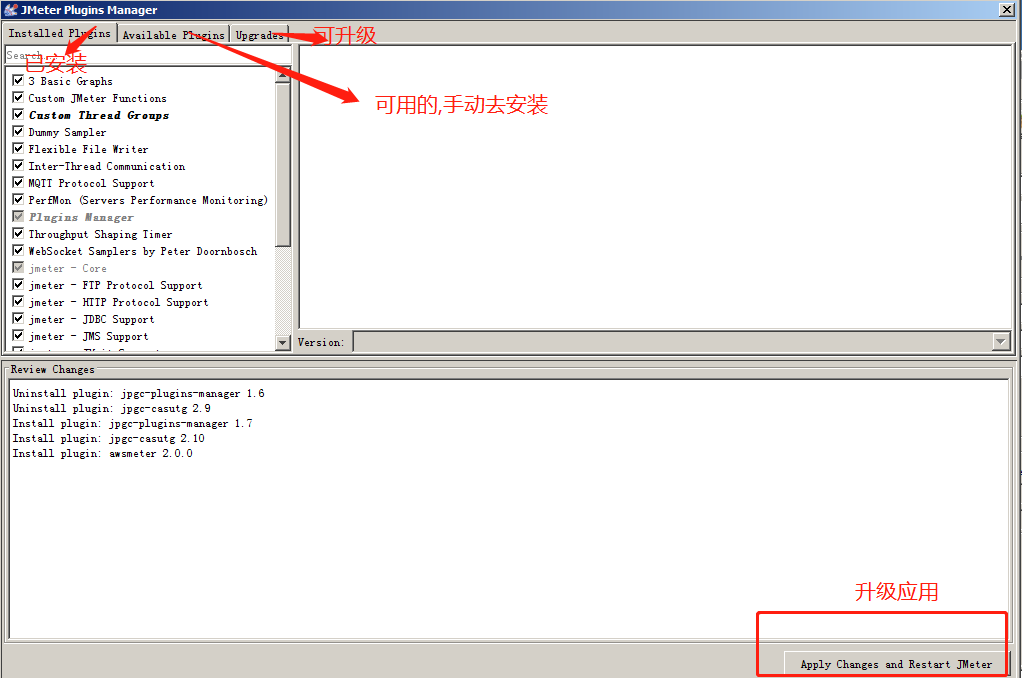 JMeter Plugins Manager
Installed Plugins Available Plugins Upgrades 可升级
Search...
已安装
3 Basic Graphs
Custom JMeter Functions
可用的,手动去安装
Custom Thread Groups
Dummy Sampler
Flexible File Writer
Inter-Thread Communication
MQTT Protocol Support
PerfMon (Servers Performance Monitoring)
Plugins Manager
Throughput Shaping Timer
WebSocket Samplers by Peter Doornbosch
jmeter - Core
jmeter - FTP Protocol Support
jmeter - HTTP Protocol Support
jmeter - JDBC Support
jmeter - JMS Support
Version:
Review Changes
Uninstall plugin: jpgc-plugins-manager 1.6
Uninstall plugin: jpgc-casutg 2.9
Install plugin: jpgc-plugins-manager 1.7
Install plugin: jpgc-casutg 2.10
Install plugin: awsmeter 2.0.0
升级应用
Apply Changes and Restart JMeter